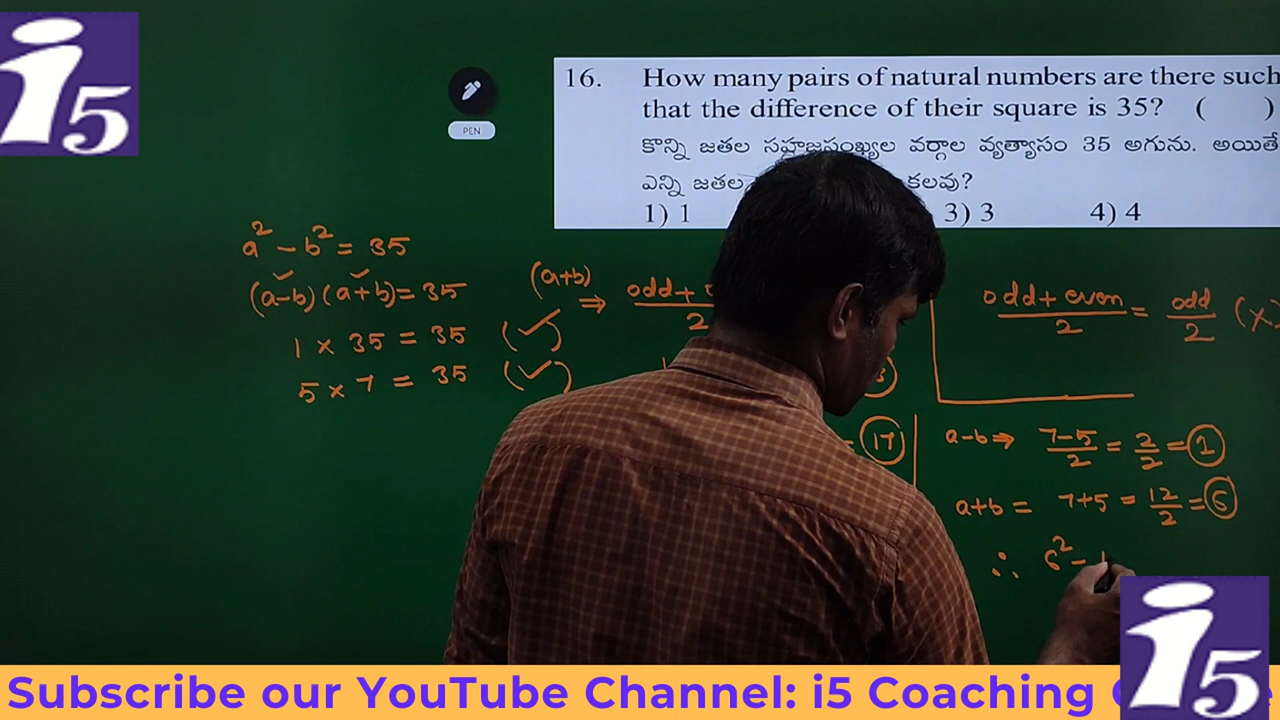 i5
PEN
16. How many pairs of natural numbers are there such
that the difference of their square is 35? ( )
కొన్ని జతల సహజసంఖ్యల వర్గాల వ్యత్యాసం 35 అగును. అయితే
ఎన్ని జతల కలవు?
1) 1 3) 3 4) 4
a² - b² = 35
(a-b)(a+b) = 35
1 × 35 = 35 (✓)
5 × 7 = 35 (✓)
(a+b) ⇒ odd+ / 2
= 17
odd + even / 2 = odd / 2 (×
a-b ⇒ 7-5 / 2 = 2 / 2 = 1
a+b = 7+5 = 12 / 2 = 6
∴ 6² -
i5
Subscribe our YouTube Channel: i5 Coaching